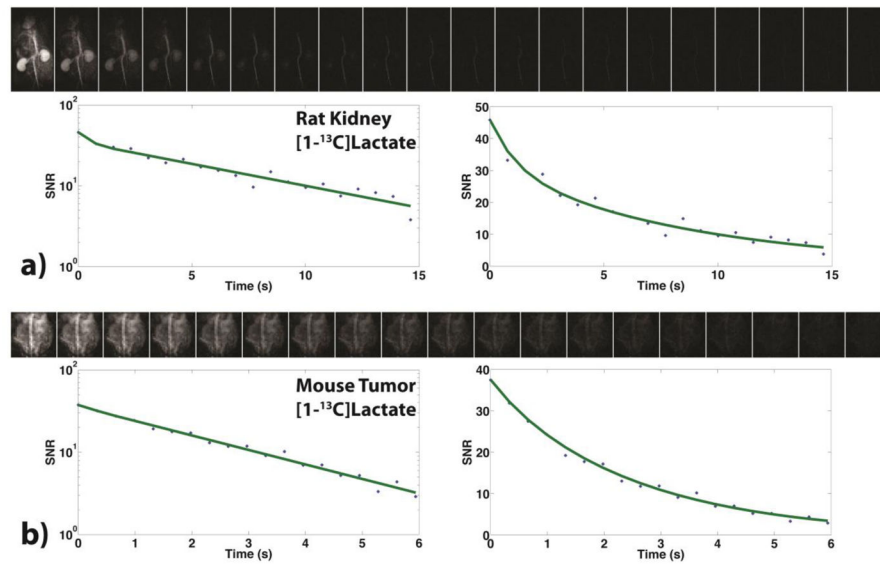 10²
10¹
10⁰
SNR
0
5
10
15
Time (s)
Rat Kidney
[1-¹³C]Lactate
50
40
30
20
10
0
SNR
0
5
10
15
Time (s)
a)
10²
10¹
10⁰
SNR
0
1
2
3
4
5
6
Time (s)
Mouse Tumor
[1-¹³C]Lactate
40
30
20
10
0
SNR
0
1
2
3
4
5
6
Time (s)
b)